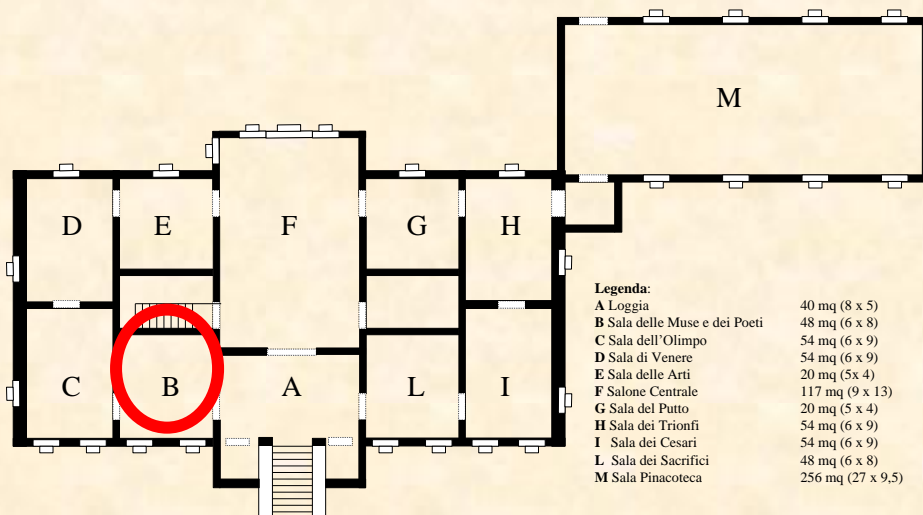 M
D
E
F
G
H
C
B
A
L
I
Legenda:
A Loggia 40 mq (8 x 5)
B Sala delle Muse e dei Poeti 48 mq (6 x 8)
C Sala dell'Olimpo 54 mq (6 x 9)
D Sala di Venere 54 mq (6 x 9)
E Sala delle Arti 20 mq (5x 4)
F Salone Centrale 117 mq (9 x 13)
G Sala del Putto 20 mq (5 x 4)
H Sala dei Trionfi 54 mq (6 x 9)
I Sala dei Cesari 54 mq (6 x 9)
L Sala dei Sacrifici 48 mq (6 x 8)
M Sala Pinacoteca 256 mq (27 x 9,5)